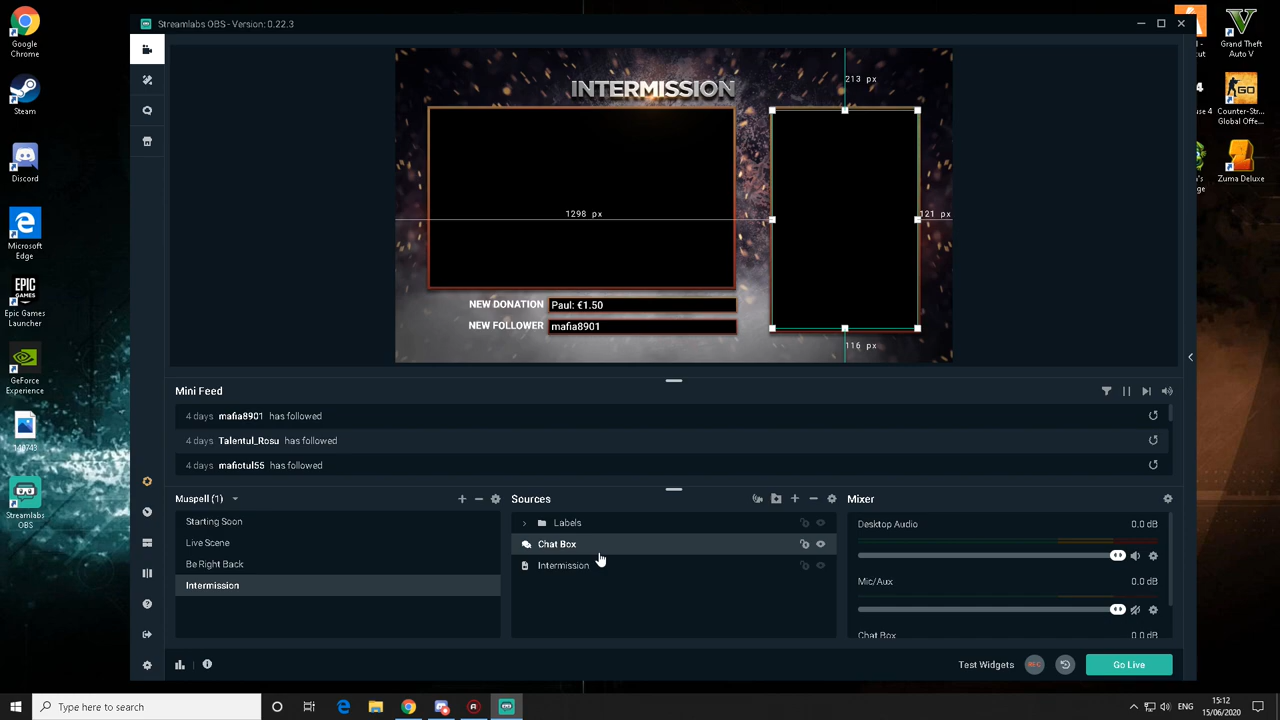 Google
Chrome
Steam
Discord
Microsoft
Edge
EPIC
GAMES
Epic Games
Launcher
GeForce
Experience
140743
Streamlabs
OBS
Streamlabs OBS - Version: 0.22.3
INTERMISSION
213 px
1298 px
121 px
116 px
NEW DONATION
Paul: €1.50
NEW FOLLOWER
mafia8901
Mini Feed
4 days mafia8901 has followed
4 days Talentul_Rosu has followed
4 days mafiotul55 has followed
Muspell (1)
Starting Soon
Live Scene
Be Right Back
Intermission
Sources
Labels
Chat Box
Intermission
Mixer
Desktop Audio 0.0 dB
Mic/Aux 0.0 dB
Chat Box 0.0 dB
Test Widgets
REC
Go Live
Grand Theft
Auto V
Counter-Str...
Global Offe...
Zuma Deluxe
Type here to search
ENG
15:12
15/06/2020